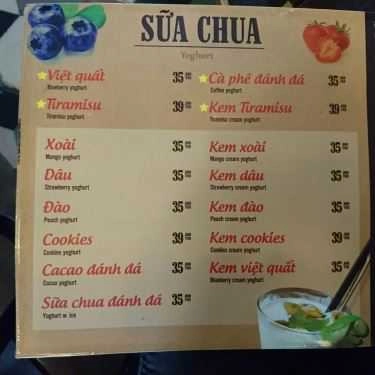 SỮA CHUA
Yoghurt
Việt quất 35
Blueberry yoghurt
Tiramisu 39
Tiramisu yoghurt
Cà phê đánh đá 35
Coffee yoghurt
Kem Tiramisu 39
Tiramisu cream yoghurt
Xoài 35
Mango yoghurt
Dâu 35
Strawberry yoghurt
Đào 35
Peach yoghurt
Cookies 39
Cookies yoghurt
Cacao đánh đá 35
Cacao yoghurt
Sữa chua đánh đá 35
Yoghurt w. ice
Kem xoài 35
Mango cream yoghurt
Kem dâu 35
Strawberry cream yoghurt
Kem đào 35
Peach cream yoghurt
Kem cookies 39
Cookies cream yoghurt
Kem việt quất 35
Blueberry cream yoghurt